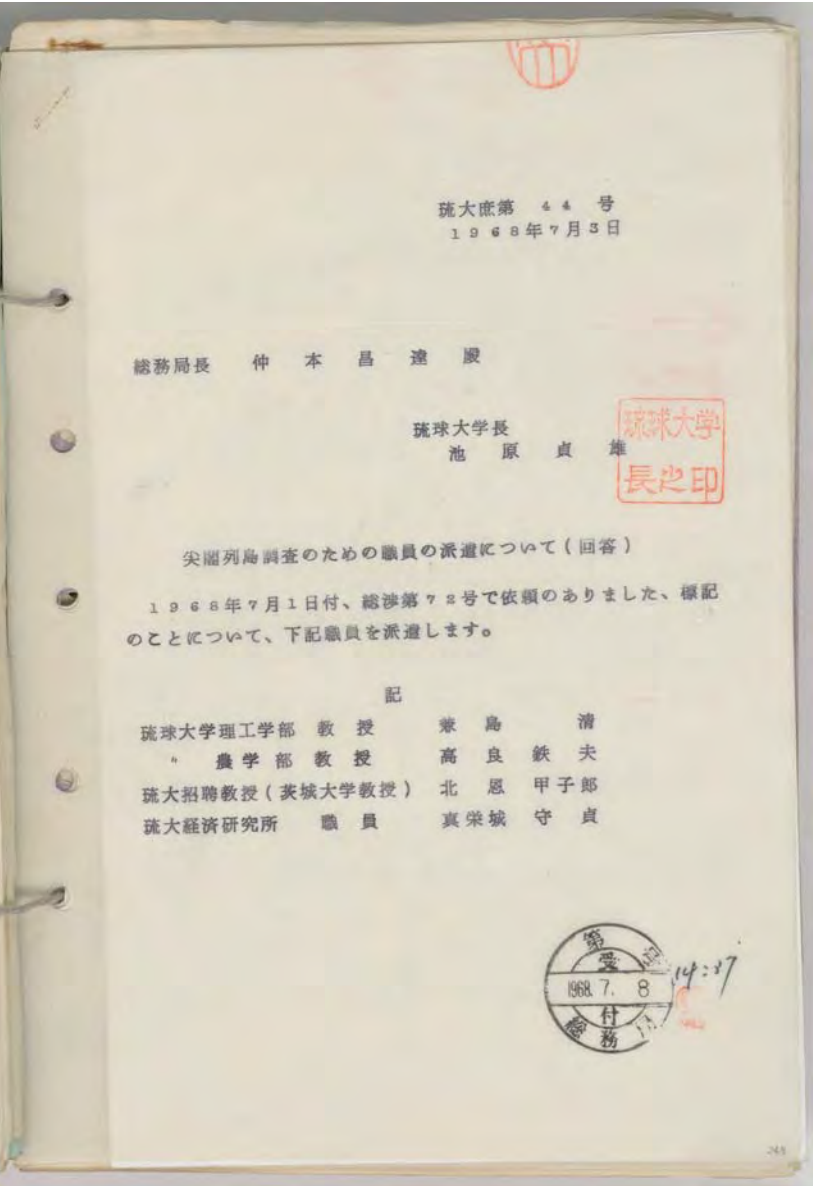 琉大庶第 44 号
1968年7月3日
総務局長 仲本昌達殿
琉球大学長
池原貞雄
琉球大学
長之印
尖閣列島調査のための職員の派遣について(回答)
1968年7月1日付、総渉第72号で依頼のありました、標記
のことについて、下記職員を派遣します。
記
琉球大学理工学部 教授 兼島 清
〃 農学部 教授 高良鉄夫
琉大招聘教授(茨城大学教授) 北恩甲子郎
琉大経済研究所 職員 真栄城守貞
第 号
受
1968. 7. 8
付
総務
14:37